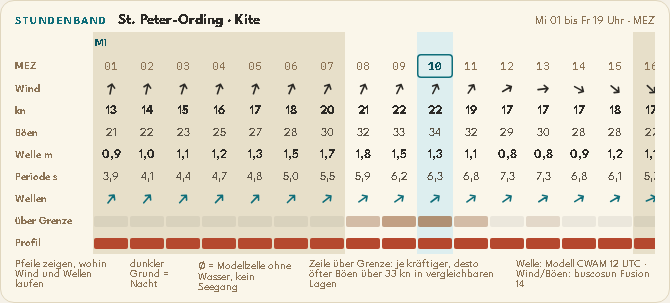 STUNDENBAND St. Peter-Ording · Kite Mi 01 bis Fr 19 Uhr · MEZ
MI
MEZ 01 02 03 04 05 06 07 08 09 10 11 12 13 14 15 16
Wind
kn 13 14 15 16 17 18 20 21 22 22 19 17 17 18 17
Böen 21 22 23 25 27 28 30 32 33 34 32 29 30 28 28
Welle m 0,9 1,0 1,1 1,2 1,3 1,5 1,7 1,8 1,5 1,3 1,1 0,8 0,8 0,9 1,2
Periode s 3,9 4,1 4,4 4,7 4,8 5,0 5,5 5,9 6,2 6,3 6,8 7,3 7,3 6,8 6,1
Wellen
über Grenze
Profil
Pfeile zeigen, wohin
Wind und Wellen
laufen
dunkler
Grund =
Nacht
Ø = Modellzelle ohne
Wasser, kein
Seegang
Zeile über Grenze: je kräftiger, desto
öfter Böen über 33 kn in vergleichbaren
Lagen
Welle: Modell CWAM 12 UTC ·
Wind/Böen: buscosun Fusion
14